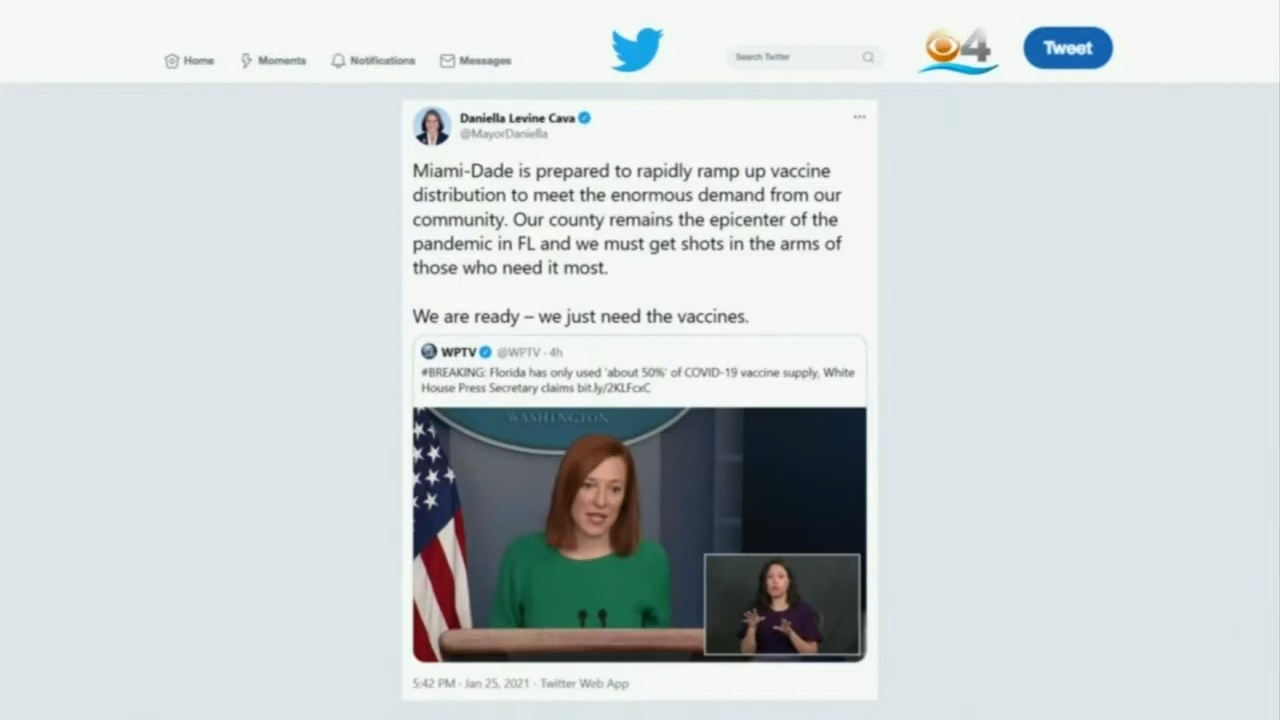 Home Moments Notifications Messages Search Twitter 4 Tweet
Daniella Levine Cava
@MayorDaniella
Miami-Dade is prepared to rapidly ramp up vaccine
distribution to meet the enormous demand from our
community. Our county remains the epicenter of the
pandemic in FL and we must get shots in the arms of
those who need it most.
We are ready – we just need the vaccines.
WPTV @WPTV · 4h
#BREAKING: Florida has only used 'about 50%' of COVID-19 vaccine supply, White
House Press Secretary claims bit.ly/2KLFcxC
WASHINGTON
5:42 PM · Jan 25, 2021 · Twitter Web App